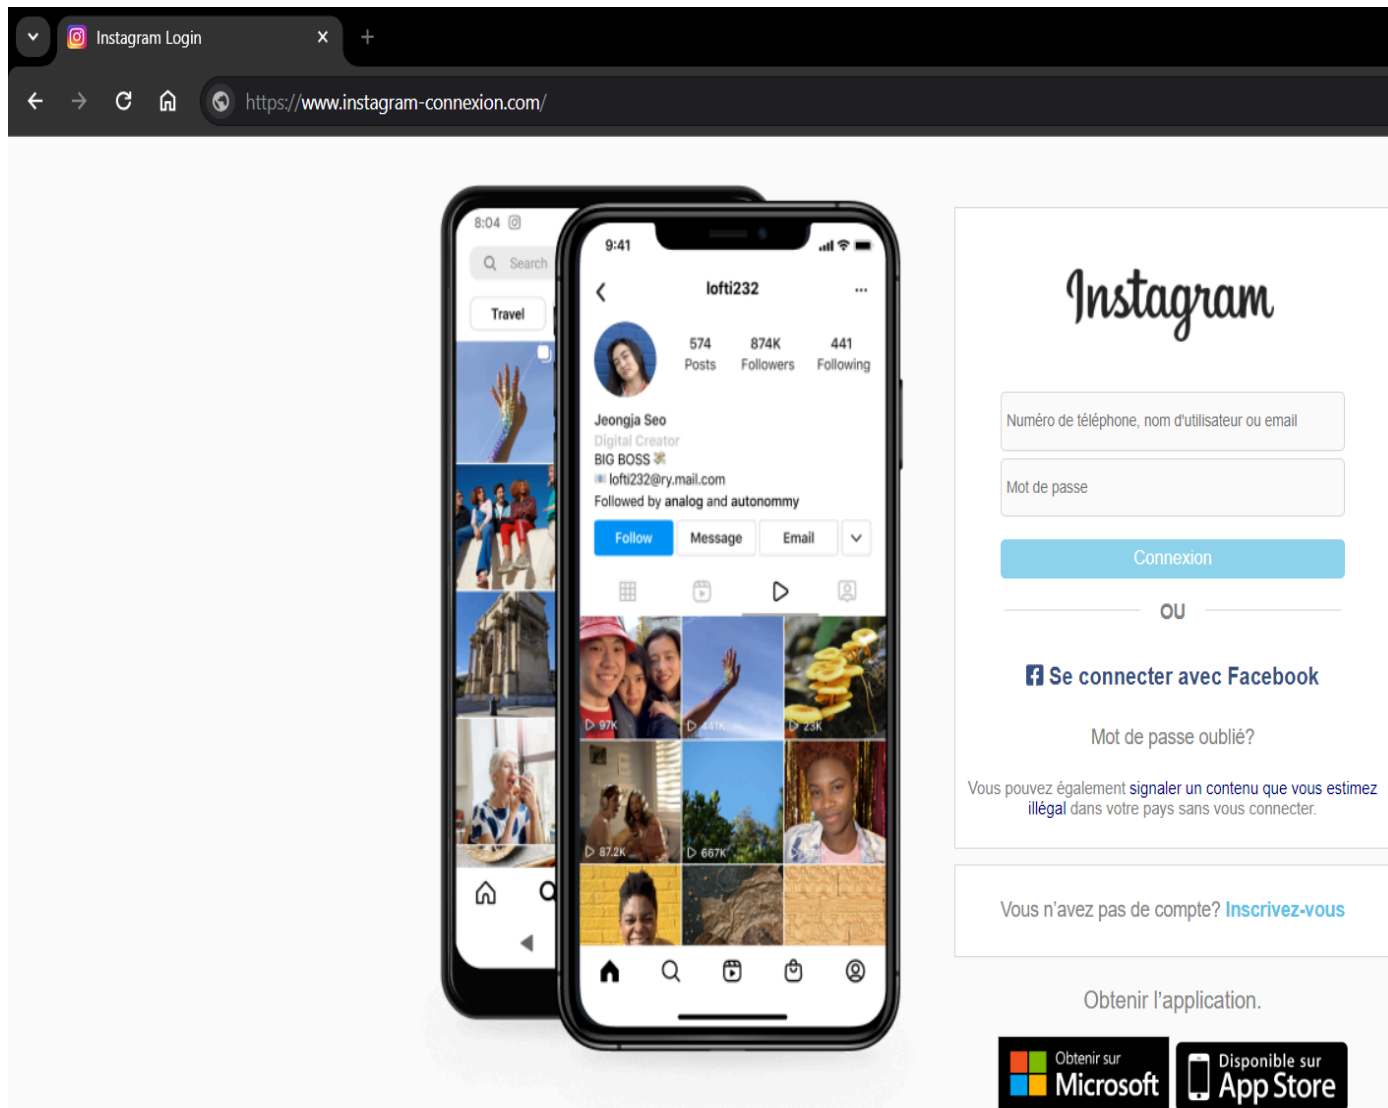 Instagram Login
https://www.instagram-connexion.com/
8:04
Search
Travel
9:41
lofti232
574 874K 441
Posts Followers Following
Jeongja Seo
Digital Creator
BIG BOSS
lofti232@ry.mail.com
Followed by analog and autonommy
Follow Message Email
97K 441K 23K
87.2K 667K
Instagram
Numéro de téléphone, nom d'utilisateur ou email
Mot de passe
Connexion
OU
Se connecter avec Facebook
Mot de passe oublié?
Vous pouvez également signaler un contenu que vous estimez
illégal dans votre pays sans vous connecter.
Vous n’avez pas de compte? Inscrivez-vous
Obtenir l’application.
Obtenir sur
Microsoft
Disponible sur
App Store